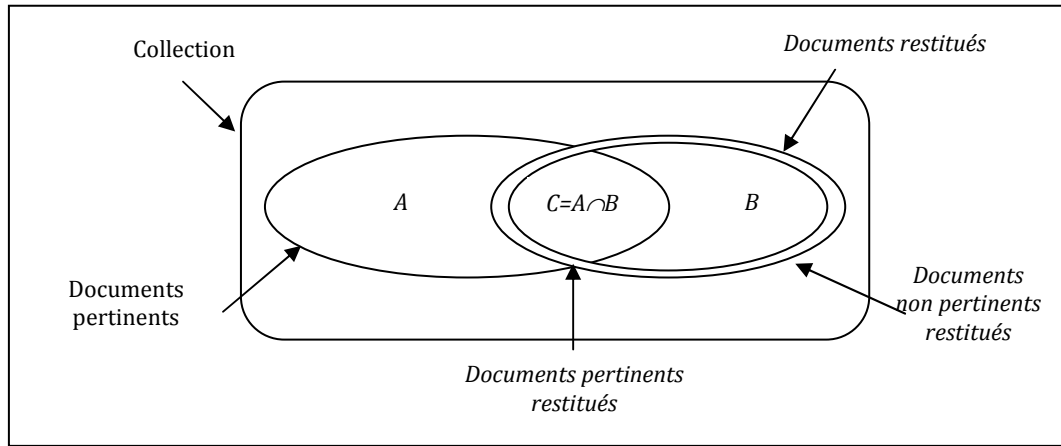 Collection
Documents restitués
A
C=A∩B
B
Documents
pertinents
Documents
non pertinents
restitués
Documents pertinents
restitués